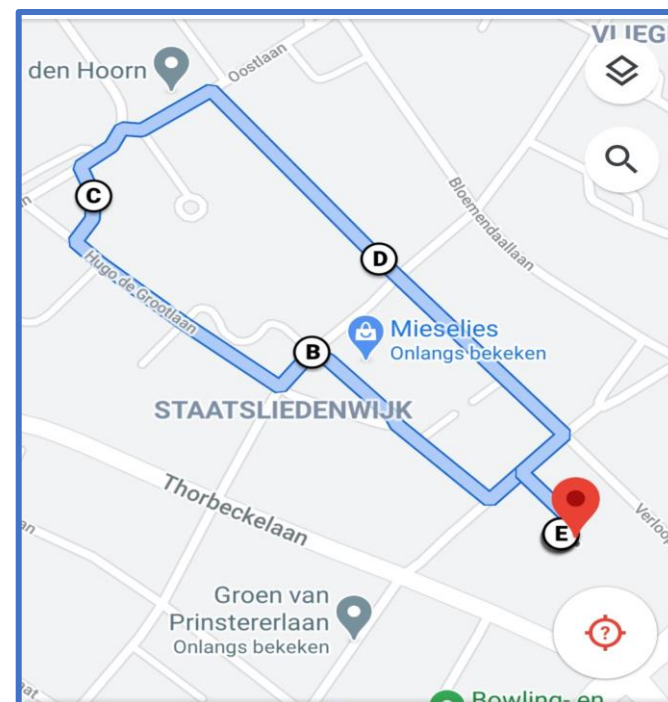 VLIEG
den Hoorn
Oostlaan
C
Bloemendaallaan
D
Hugo de Grootlaan
Mieselies
Onlangs bekeken
B
STAATSLIEDENWIJK
Thorbeckelaan
Verloop
E
Groen van
Prinstererlaan
Onlangs bekeken
?
Bowling- en